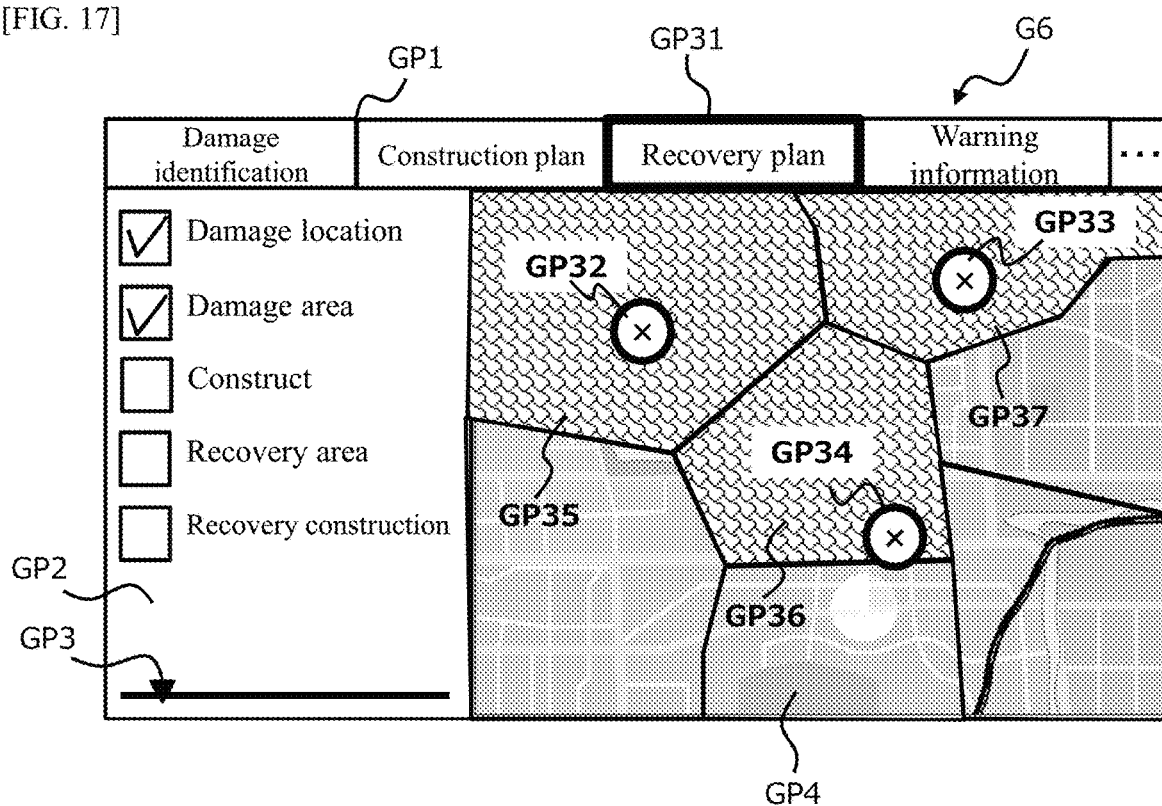 [FIG. 17]
GP31
G6
GP1
Damage
identification
Construction plan
Recovery plan
Warning
information
...
Damage location
Damage area
Construct
Recovery area
Recovery construction
GP33
GP32
GP37
GP34
GP35
GP36
GP2
GP3
GP4